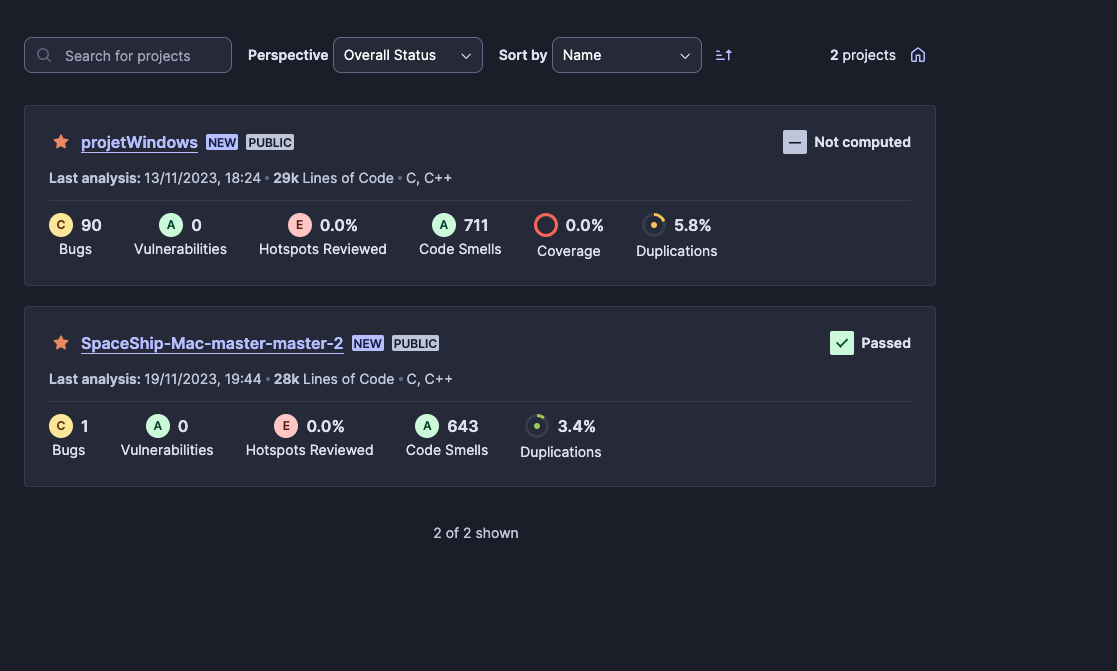 Search for projects Perspective Overall Status Sort by Name 2 projects
projetWindows NEW PUBLIC Not computed
Last analysis: 13/11/2023, 18:24 • 29k Lines of Code • C, C++
C 90 A 0 E 0.0% A 711 0.0% 5.8%
Bugs Vulnerabilities Hotspots Reviewed Code Smells Coverage Duplications
SpaceShip-Mac-master-master-2 NEW PUBLIC Passed
Last analysis: 19/11/2023, 19:44 • 28k Lines of Code • C, C++
C 1 A 0 E 0.0% A 643 3.4%
Bugs Vulnerabilities Hotspots Reviewed Code Smells Duplications
2 of 2 shown